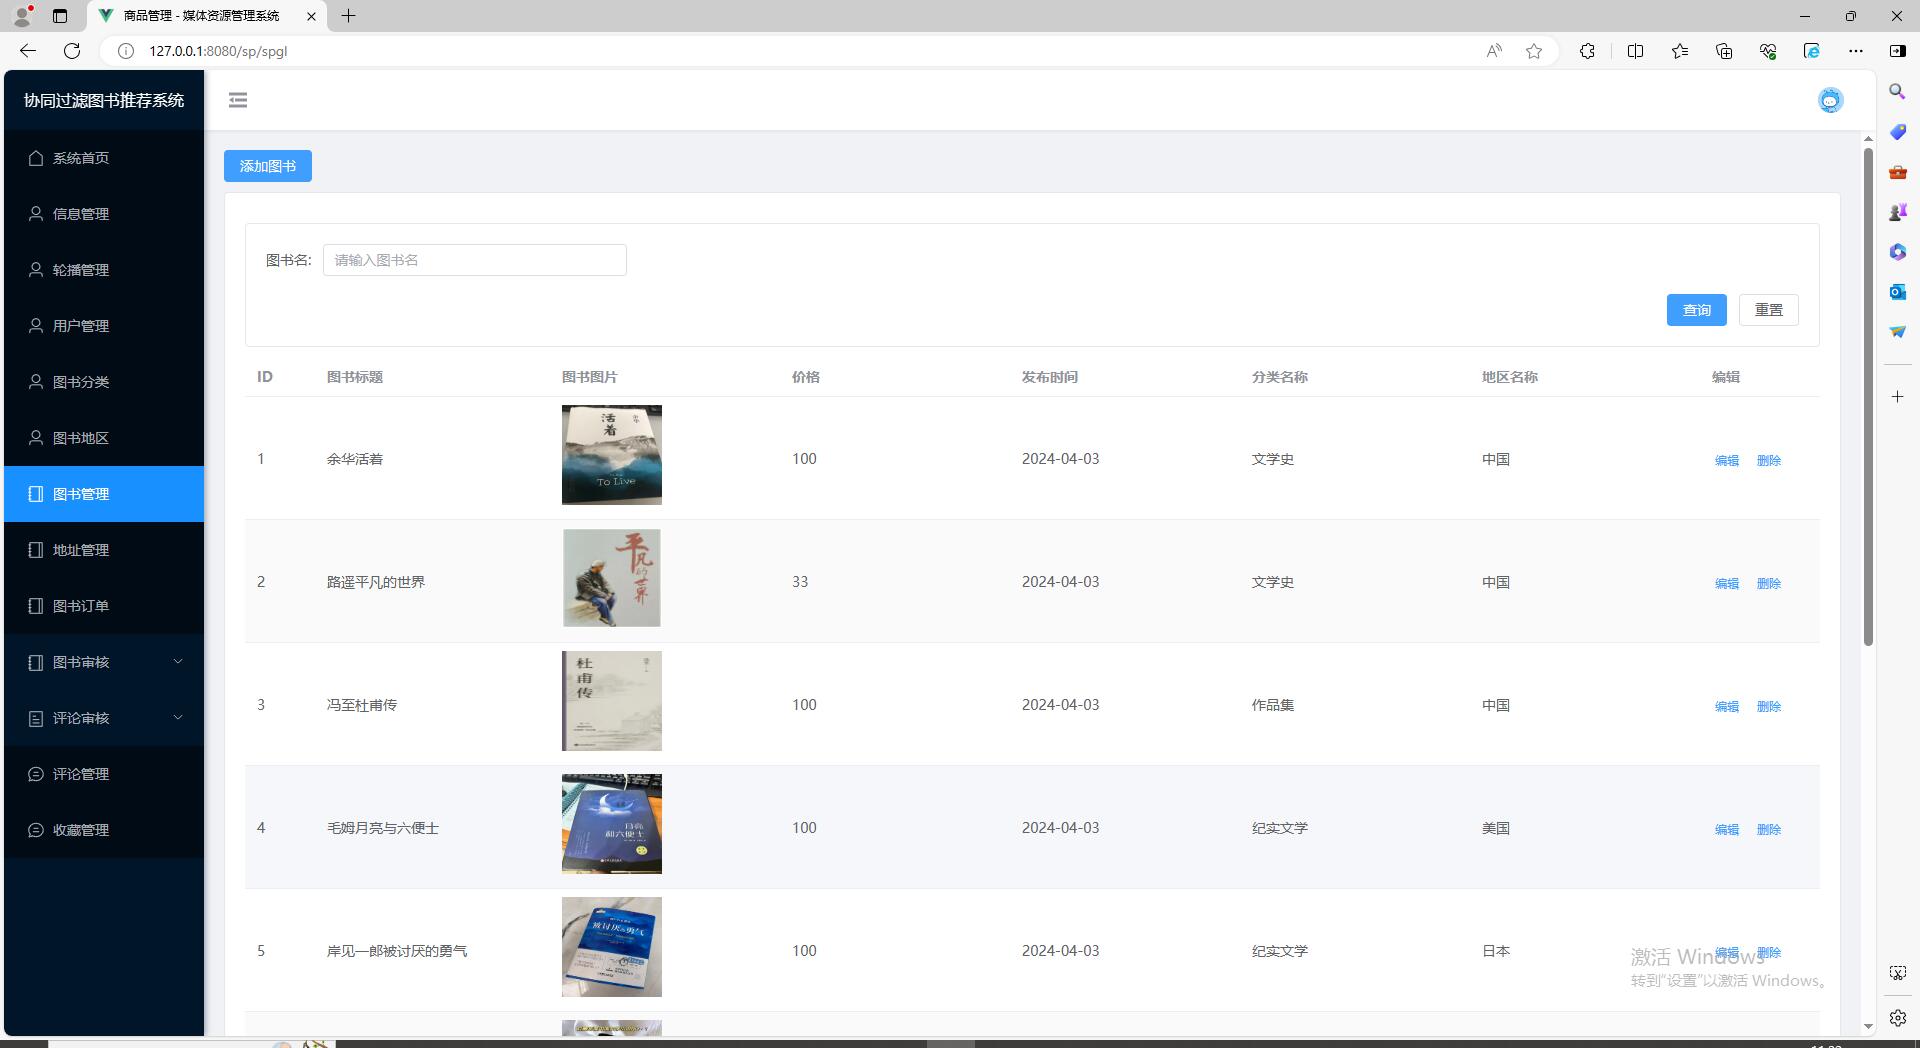 商品管理 - 媒体资源管理系统
127.0.0.1:8080/sp/spgl
协同过滤图书推荐系统
系统首页
信息管理
轮播管理
用户管理
图书分类
图书地区
图书管理
地址管理
图书订单
图书审核
评论审核
评论管理
收藏管理
添加图书
图书名: 请输入图书名
查询 重置
ID 图书标题 图书图片 价格 发布时间 分类名称 地区名称 编辑
活着
余华
To Live
1 余华活着 100 2024-04-03 文学史 中国 编辑 删除
平凡的世界
2 路遥平凡的世界 33 2024-04-03 文学史 中国 编辑 删除
杜甫传
3 冯至杜甫传 100 2024-04-03 作品集 中国 编辑 删除
月亮
和六便士
4 毛姆月亮与六便士 100 2024-04-03 纪实文学 美国 编辑 删除
被讨厌的勇气
5 岸见一郎被讨厌的勇气 100 2024-04-03 纪实文学 日本 编辑 删除
激活 Windows
转到"设置"以激活 Windows。